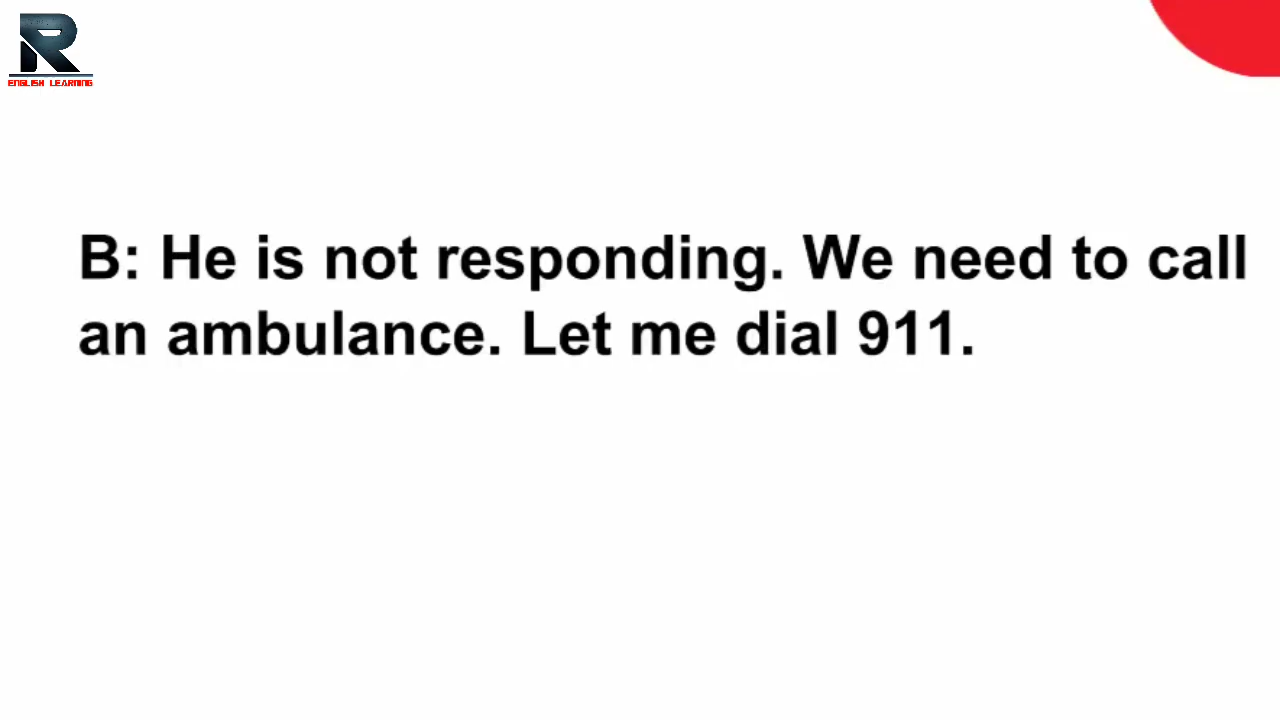 R
ENGLISH LEARNING
B: He is not responding. We need to call
an ambulance. Let me dial 911.